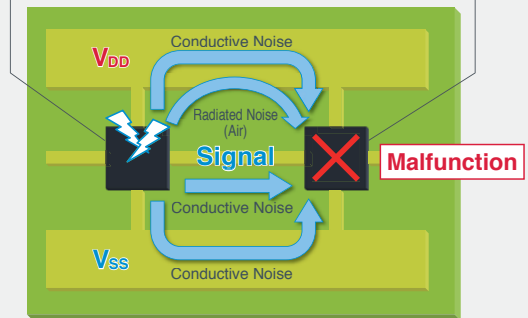 Conductive Noise
VDD
Radiated Noise
(Air)
Signal
Malfunction
Conductive Noise
VSS
Conductive Noise